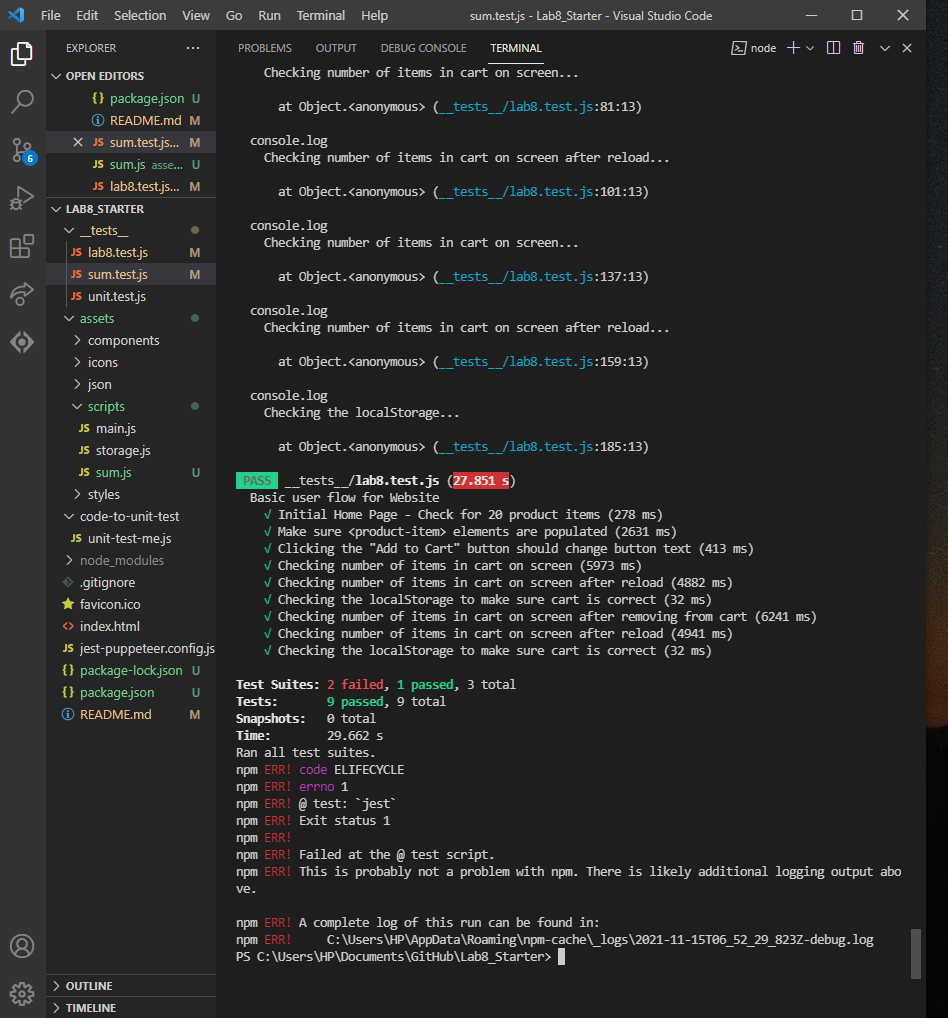 File Edit Selection View Go Run Terminal Help sum.test.js - Lab8_Starter - Visual Studio Code
EXPLORER
OPEN EDITORS
{} package.json U
README.md M
JS sum.test.js... M
JS sum.js asse... U
JS lab8.test.js... M
LAB8_STARTER
__tests__
JS lab8.test.js M
JS sum.test.js M
JS unit.test.js
assets
components
icons
json
scripts
JS main.js
JS storage.js
JS sum.js U
styles
code-to-unit-test
JS unit-test-me.js
node_modules
.gitignore
favicon.ico
<> index.html
JS jest-puppeteer.config.js
{} package-lock.json U
{} package.json U
README.md M
OUTLINE
TIMELINE
6
PROBLEMS OUTPUT DEBUG CONSOLE TERMINAL node
Checking number of items in cart on screen...
at Object.<anonymous> (__tests__/lab8.test.js:81:13)
console.log
Checking number of items in cart on screen after reload...
at Object.<anonymous> (__tests__/lab8.test.js:101:13)
console.log
Checking number of items in cart on screen...
at Object.<anonymous> (__tests__/lab8.test.js:137:13)
console.log
Checking number of items in cart on screen after reload...
at Object.<anonymous> (__tests__/lab8.test.js:159:13)
console.log
Checking the localStorage...
at Object.<anonymous> (__tests__/lab8.test.js:185:13)
PASS __tests__/lab8.test.js (27.851 s)
Basic user flow for Website
√ Initial Home Page - Check for 20 product items (278 ms)
√ Make sure <product-item> elements are populated (2631 ms)
√ Clicking the "Add to Cart" button should change button text (413 ms)
√ Checking number of items in cart on screen (5973 ms)
√ Checking number of items in cart on screen after reload (4882 ms)
√ Checking the localStorage to make sure cart is correct (32 ms)
√ Checking number of items in cart on screen after removing from cart (6241 ms)
√ Checking number of items in cart on screen after reload (4941 ms)
√ Checking the localStorage to make sure cart is correct (32 ms)
Test Suites: 2 failed, 1 passed, 3 total
Tests: 9 passed, 9 total
Snapshots: 0 total
Time: 29.662 s
Ran all test suites.
npm ERR! code ELIFECYCLE
npm ERR! errno 1
npm ERR! @ test: `jest`
npm ERR! Exit status 1
npm ERR!
npm ERR! Failed at the @ test script.
npm ERR! This is probably not a problem with npm. There is likely additional logging output abo
ve.
npm ERR! A complete log of this run can be found in:
npm ERR! C:\Users\HP\AppData\Roaming\npm-cache\_logs\2021-11-15T06_52_29_823Z-debug.log
PS C:\Users\HP\Documents\GitHub\Lab8_Starter>